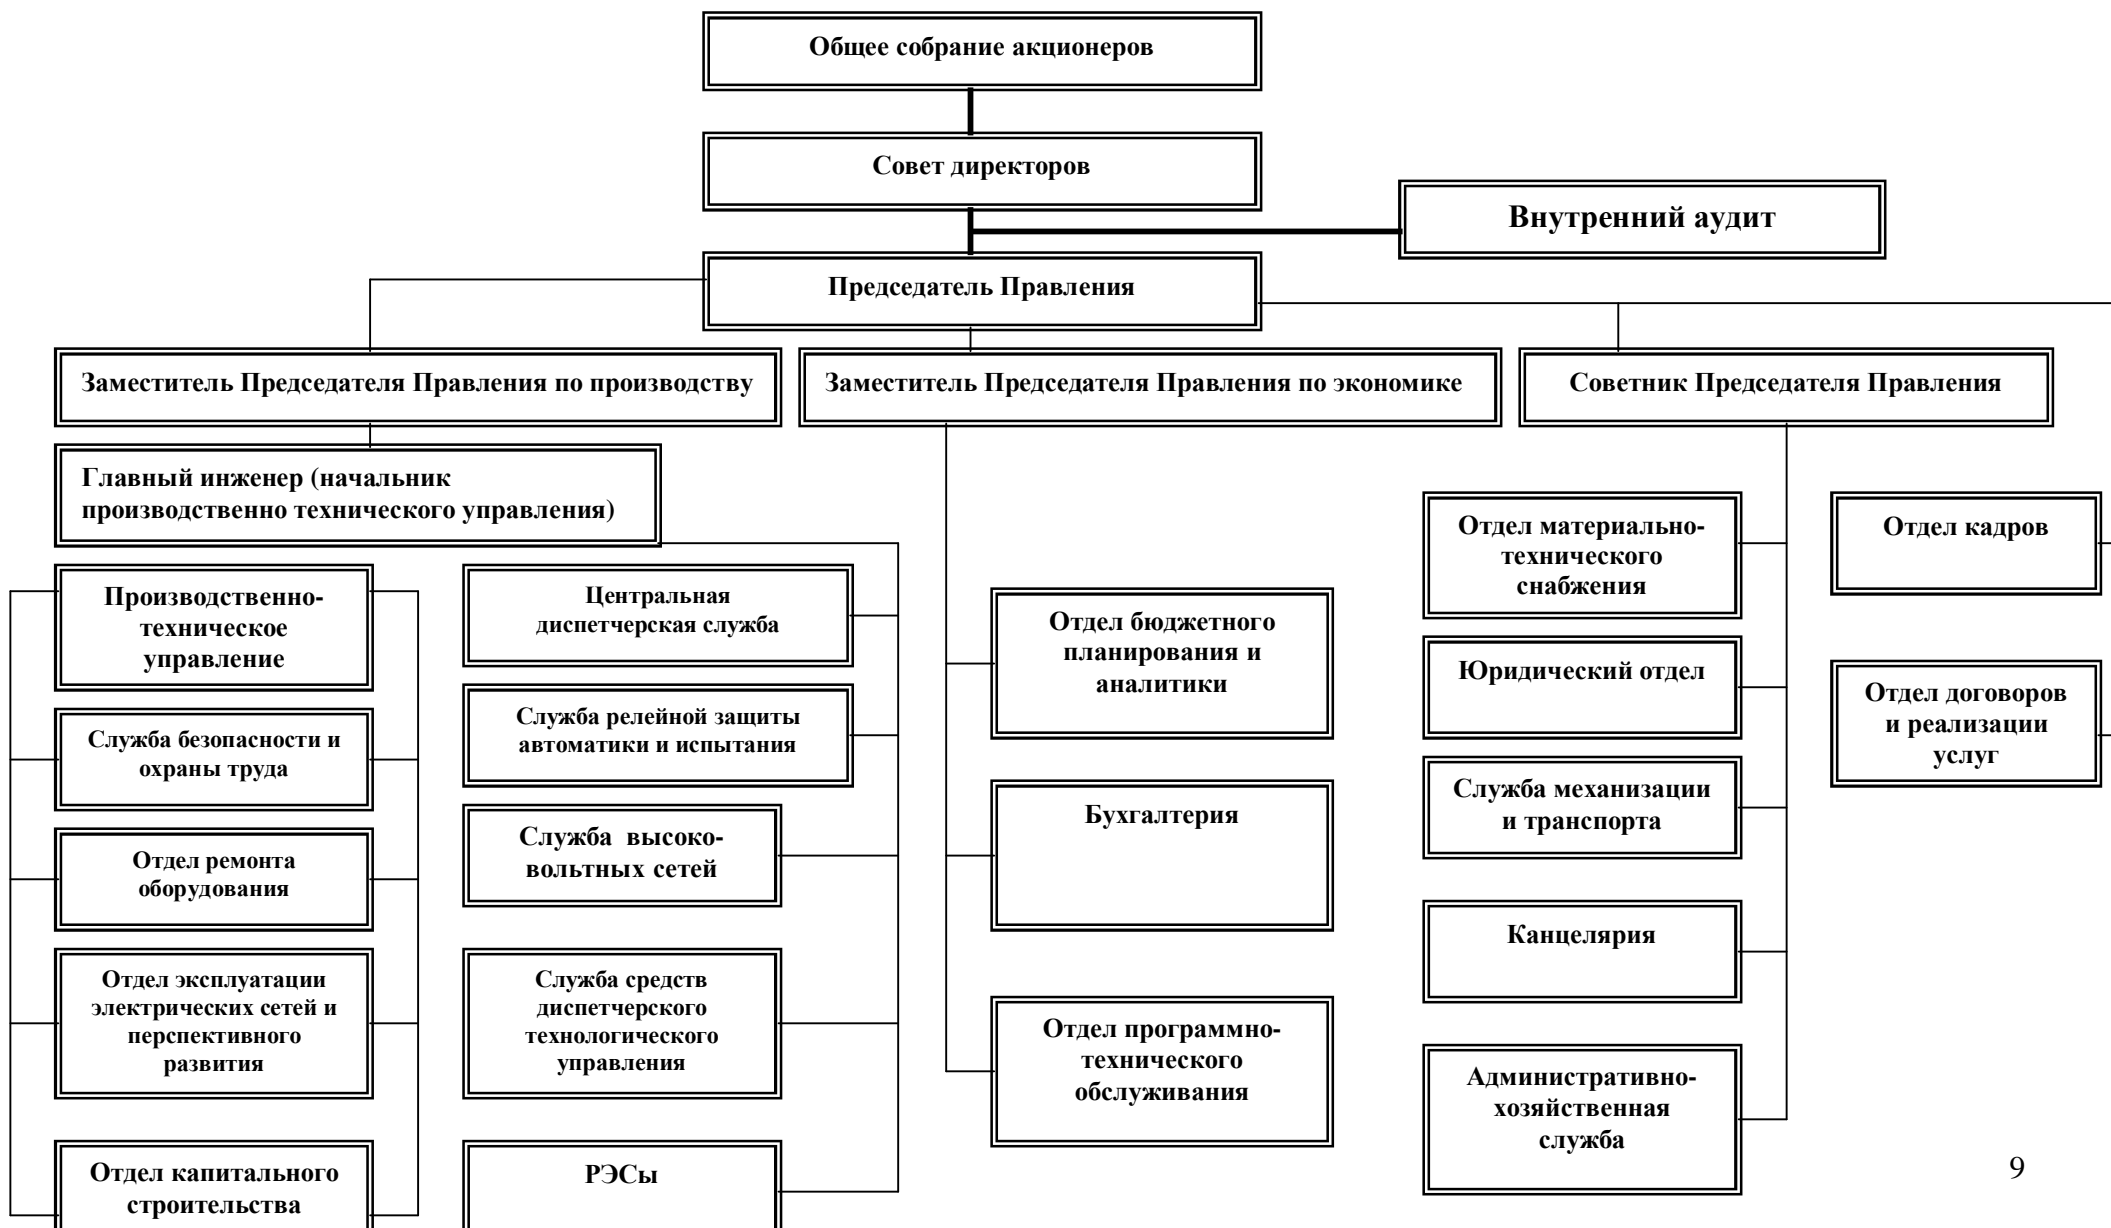 Общее собрание акционеров
Совет директоров
Внутренний аудит
Председатель Правления
Заместитель Председателя Правления по производству
Заместитель Председателя Правления по экономике
Советник Председателя Правления
Главный инженер (начальник
производственно технического управления)
Производственно-
техническое
управление
Служба безопасности и
охраны труда
Отдел ремонта
оборудования
Отдел эксплуатации
электрических сетей и
перспективного
развития
Отдел капитального
строительства
Центральная
диспетчерская служба
Служба релейной защиты
автоматики и испытания
Служба высоко-
вольтных сетей
Служба средств
диспетчерского
технологического
управления
РЭСы
Отдел бюджетного
планирования и
аналитики
Бухгалтерия
Отдел программно-
технического
обслуживания
Отдел материально-
технического
снабжения
Юридический отдел
Служба механизации
и транспорта
Канцелярия
Административно-
хозяйственная
служба
Отдел кадров
Отдел договоров
и реализации
услуг
9